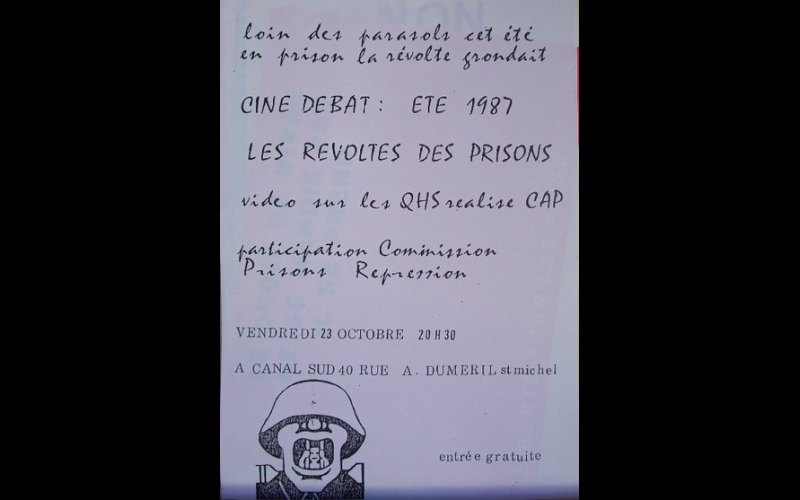 loin des parasols cet été
en prison la révolte grondait
CINE DEBAT : ETE 1987
LES REVOLTES DES PRISONS
video sur les QHS realise CAP
participation Commission
Prisons Repression
VENDREDI 23 OCTOBRE 20H30
A CANAL SUD 40 RUE A. DUMERIL st michel
entrée gratuite